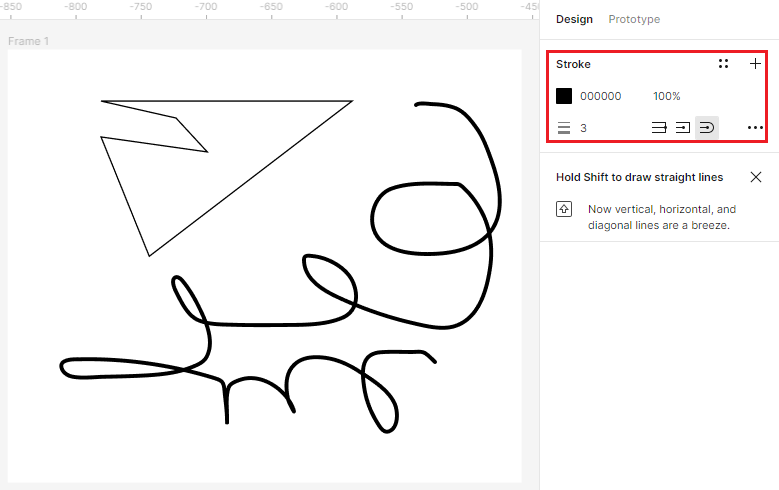 -850 -800 -750 -700 -650 -600 -550 -500 -450
Frame 1
Design Prototype
Stroke
000000 100%
3
Hold Shift to draw straight lines
Now vertical, horizontal, and
diagonal lines are a breeze.